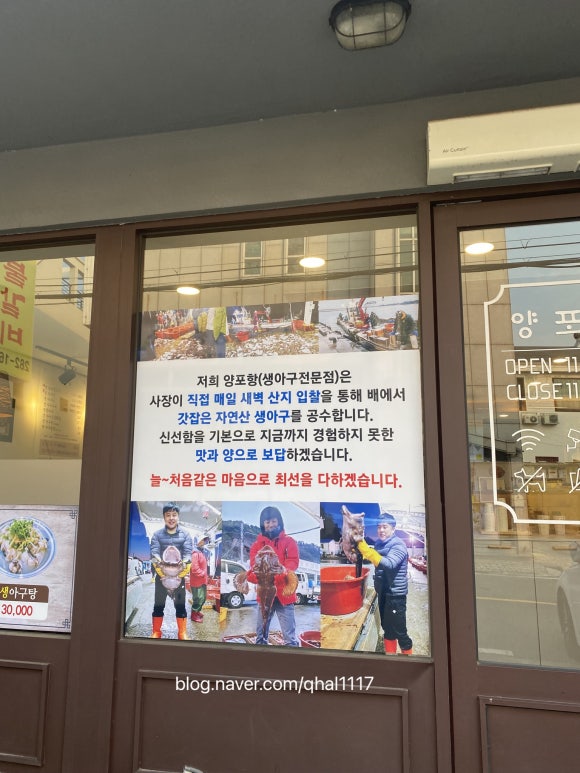 Air Curtain
저희 양포항(생아구전문점)은
사장이 직접 매일 새벽 산지 입찰을 통해 배에서
갓잡은 자연산 생아구를 공수합니다.
신선함을 기본으로 지금까지 경험하지 못한
맛과 양으로 보답하겠습니다.
늘~처음같은 마음으로 최선을 다하겠습니다.
양포
OPEN 11
CLOSE 11
생아구탕
30,000
blog.naver.com/qhal1117